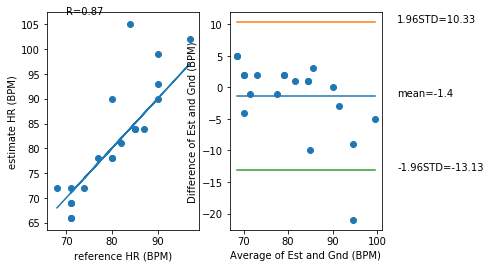 R=0.87
105
100
95
90
85
80
75
70
65
estimate HR (BPM)
70 80 90
reference HR (BPM)
10
5
0
−5
−10
−15
−20
Difference of Est and Gnd (BPM)
70 80 90 100
Average of Est and Gnd (BPM)
1.96STD=10.33
mean=-1.4
-1.96STD=-13.13